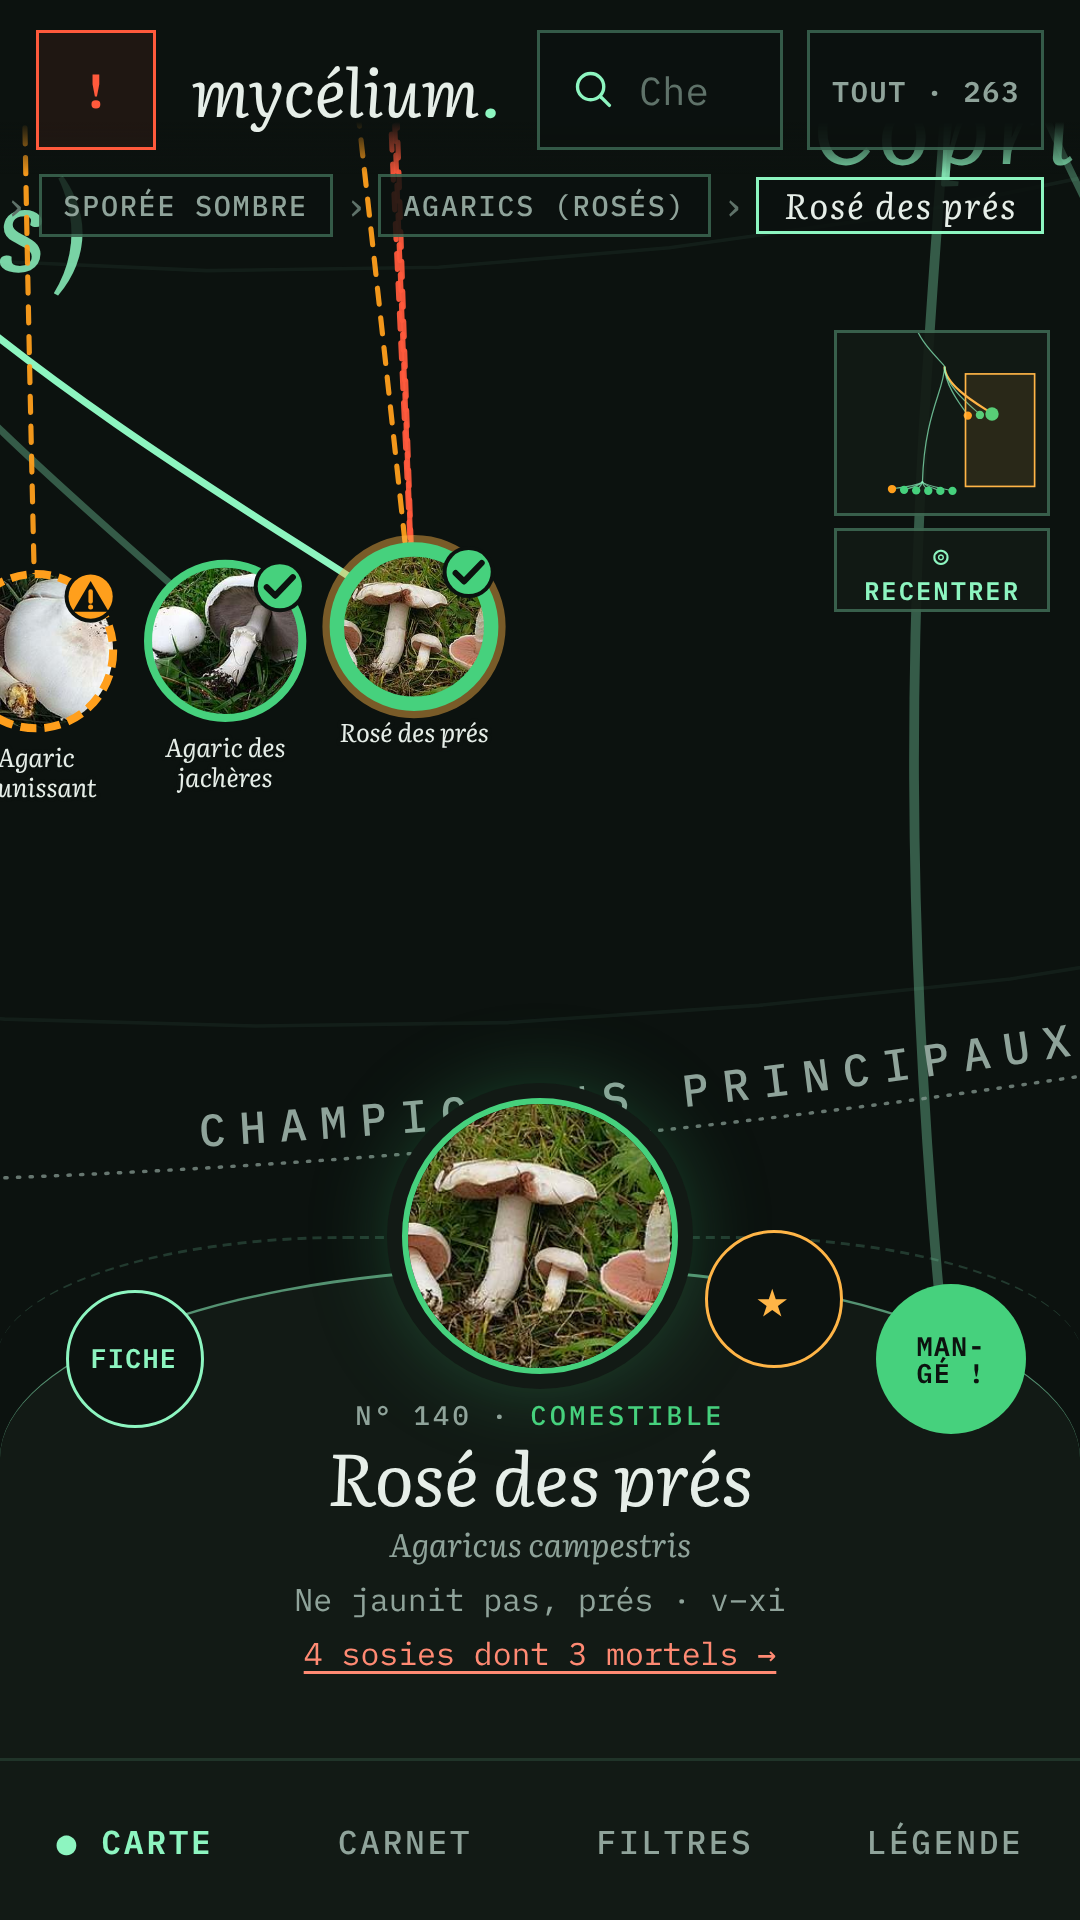 !
mycélium.
Che
TOUT · 263
Copri
s)
› SPORÉE SOMBRE › AGARICS (ROSÉS) › Rosé des prés
◎
RECENTRER
Agaric
unissant
Agaric des
jachères
Rosé des prés
CHAMPIO S PRINCIPAUX
FICHE
★
MAN-
GÉ !
N° 140 · COMESTIBLE
Rosé des prés
Agaricus campestris
Ne jaunit pas, prés · v–xi
4 sosies dont 3 mortels →
● CARTE
CARNET
FILTRES
LÉGENDE